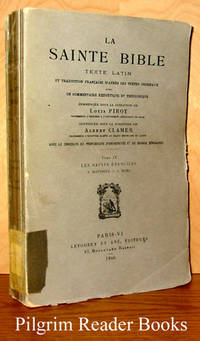 LA
SAINTE BIBLE
TEXTE LATIN
ET TRADUCTION FRANÇAISE D'APRÈS LES TEXTES ORIGINAUX
AVEC
UN COMMENTAIRE EXÉGÉTIQUE ET THÉOLOGIQUE
COMMENCÉE SOUS LA DIRECTION DE
LOUIS PIROT
CONTINUÉE SOUS LA DIRECTION DE
ALBERT CLAMER
Tome IX
LES SAINTS ÉVANGILES
S. MATTHIEU — S. MARC
PARIS-VI
LETOUZEY ET ANÉ, ÉDITEURS
Pilgrim Reader Books